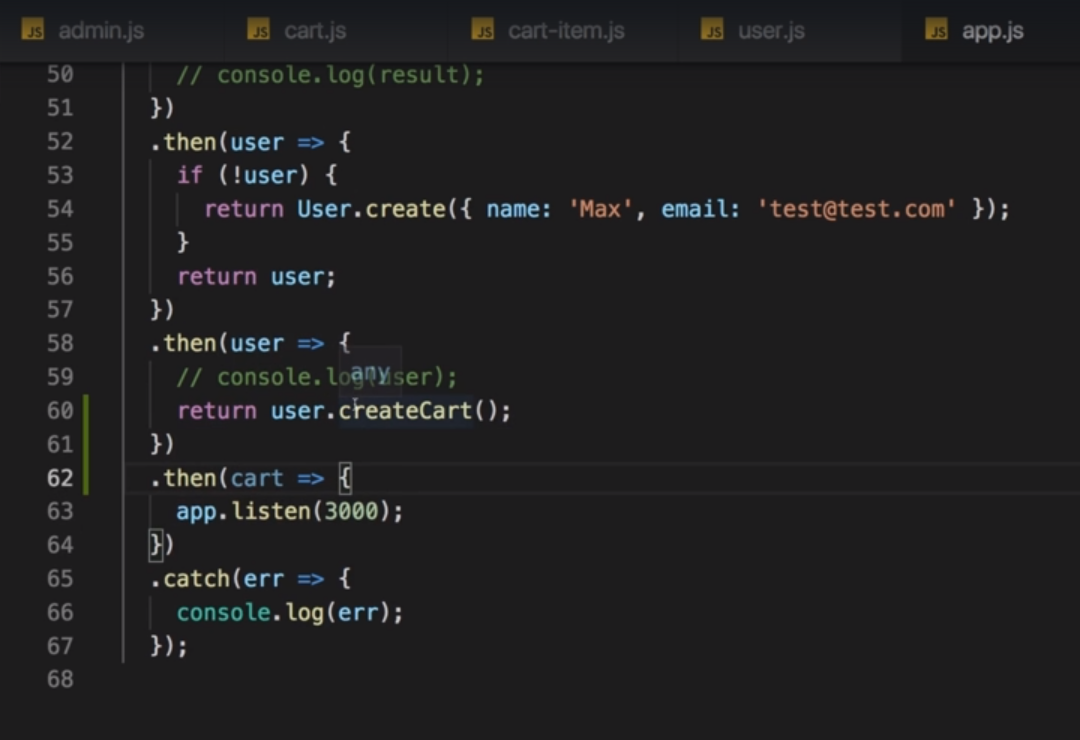 JS admin.js JS cart.js JS cart-item.js JS user.js JS app.js
50 // console.log(result);
51 })
52 .then(user => {
53 if (!user) {
54 return User.create({ name: 'Max', email: 'test@test.com' });
55 }
56 return user;
57 })
58 .then(user => {
any
59 // console.log(user);
60 return user.createCart();
61 })
62 .then(cart => {
63 app.listen(3000);
64 })
65 .catch(err => {
66 console.log(err);
67 });
68